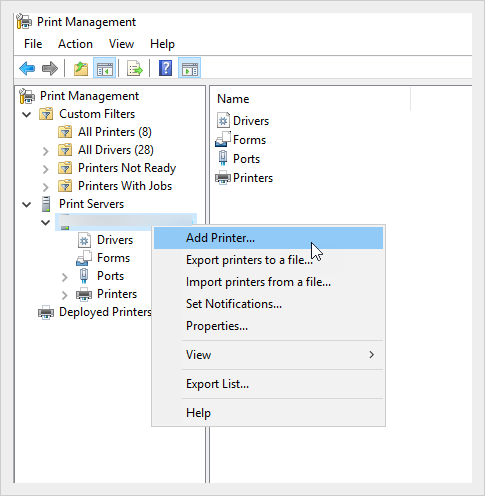 Print Management
File Action View Help
Print Management
Custom Filters
All Printers (8)
All Drivers (28)
Printers Not Ready
Printers With Jobs
Print Servers
Drivers
Forms
Ports
Printers
Deployed Printers
Name
Drivers
Forms
Ports
Printers
Add Printer...
Export printers to a file...
Import printers from a file...
Set Notifications...
Properties...
View
Export List...
Help